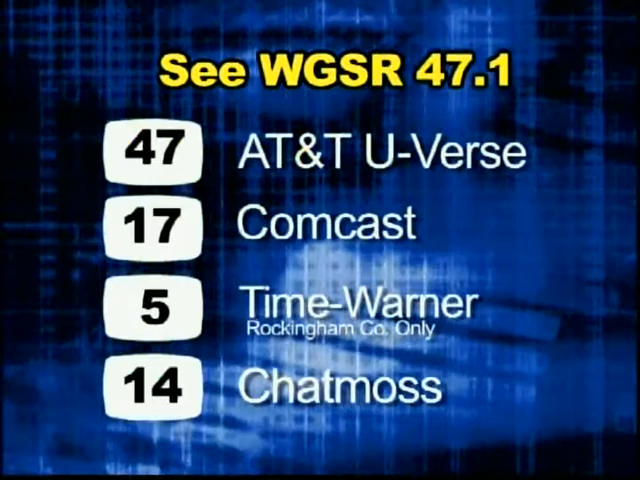 See WGSR 47.1
47 AT&T U-Verse
17 Comcast
5 Time-Warner
Rockingham Co. Only
14 Chatmoss